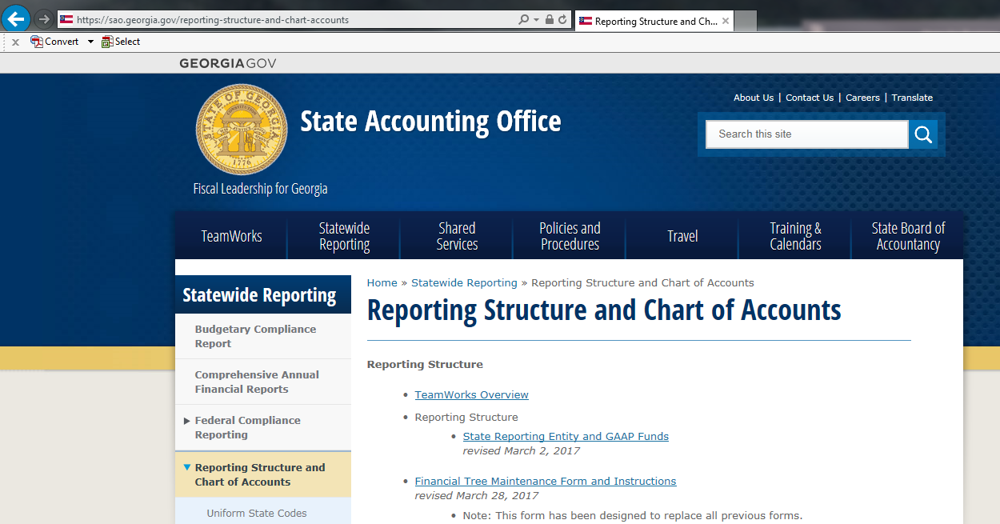 https://sao.georgia.gov/reporting-structure-and-chart-accounts
Reporting Structure and Ch...
x Convert Select
GEORGIAGOV
STATE OF GEORGIA
1776
State Accounting Office
Fiscal Leadership for Georgia
About Us | Contact Us | Careers | Translate
Search this site
TeamWorks
Statewide
Reporting
Shared
Services
Policies and
Procedures
Travel
Training &
Calendars
State Board of
Accountancy
Statewide Reporting
Budgetary Compliance
Report
Comprehensive Annual
Financial Reports
Federal Compliance
Reporting
Reporting Structure and
Chart of Accounts
Uniform State Codes
Home » Statewide Reporting » Reporting Structure and Chart of Accounts
Reporting Structure and Chart of Accounts
Reporting Structure
• TeamWorks Overview
• Reporting Structure
• State Reporting Entity and GAAP Funds
revised March 2, 2017
• Financial Tree Maintenance Form and Instructions
revised March 28, 2017
• Note: This form has been designed to replace all previous forms.